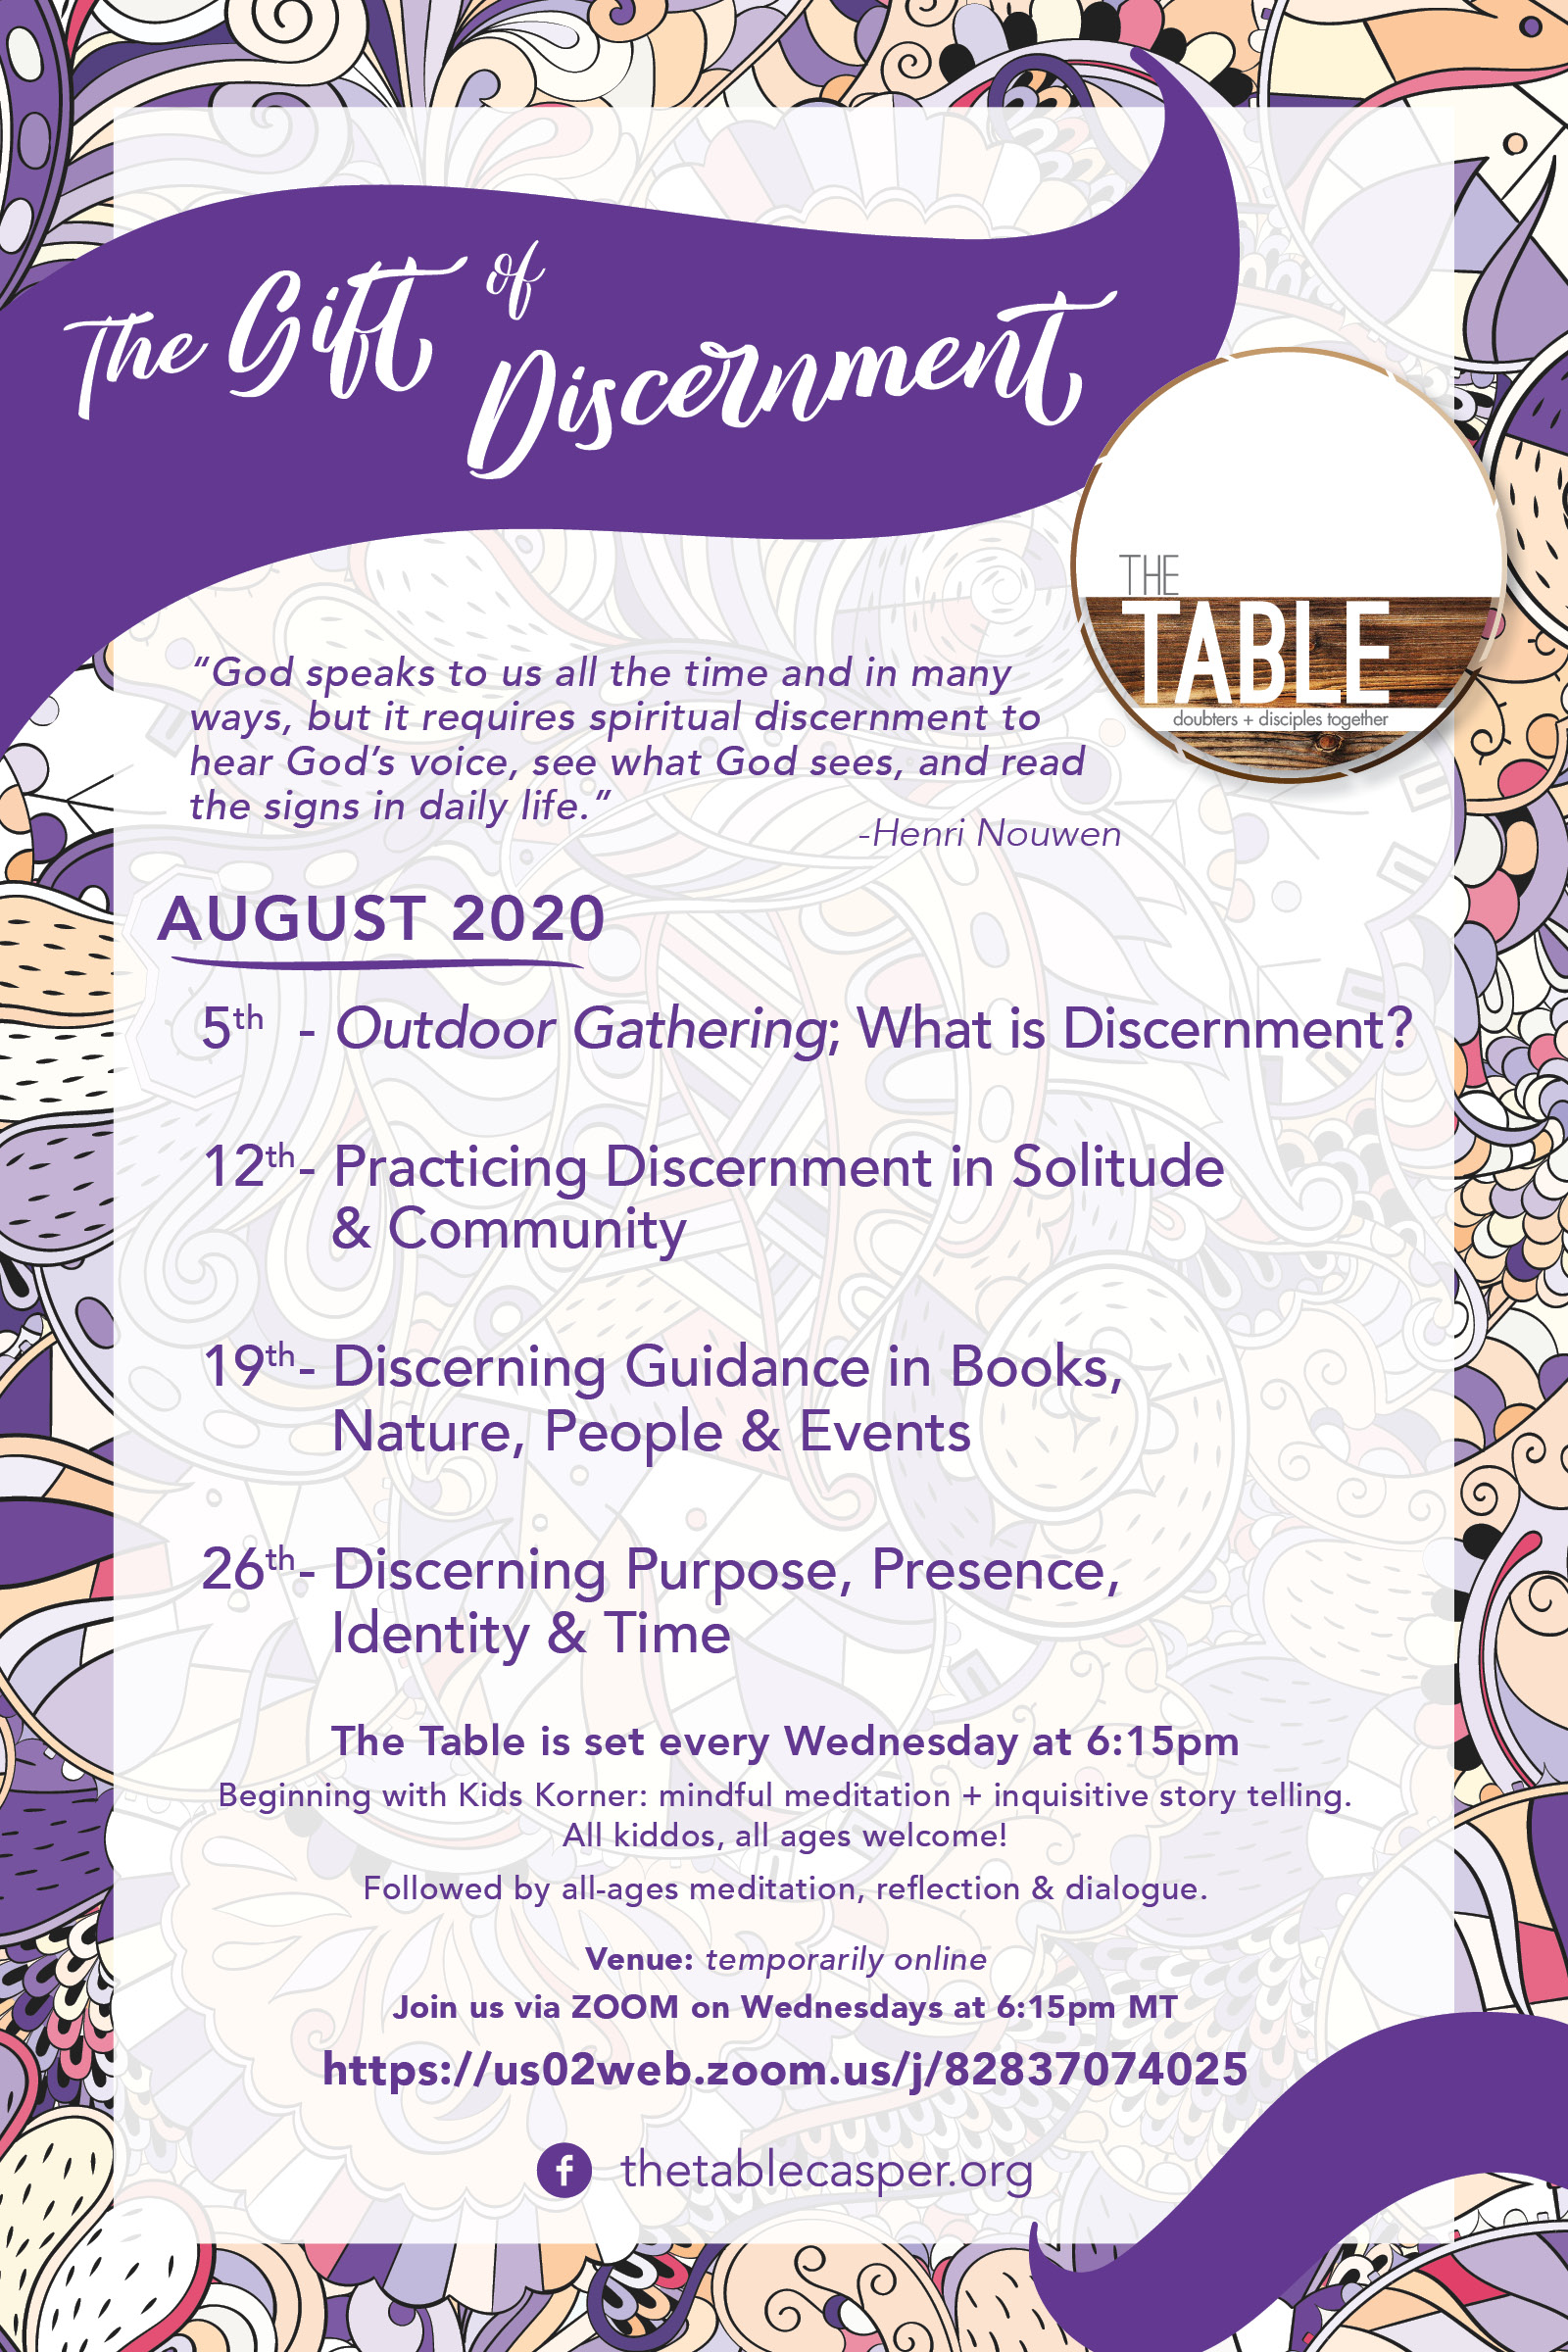 The Gift of
Discernment
THE
TABLE
doubters + disciples together
“God speaks to us all the time and in many
ways, but it requires spiritual discernment to
hear God’s voice, see what God sees, and read
the signs in daily life.”
-Henri Nouwen
AUGUST 2020
5th - Outdoor Gathering; What is Discernment?
12th- Practicing Discernment in Solitude
& Community
19th- Discerning Guidance in Books,
Nature, People & Events
26th- Discerning Purpose, Presence,
Identity & Time
The Table is set every Wednesday at 6:15pm
Beginning with Kids Korner: mindful meditation + inquisitive story telling.
All kiddos, all ages welcome!
Followed by all-ages meditation, reflection & dialogue.
Venue: temporarily online
Join us via ZOOM on Wednesdays at 6:15pm MT
https://us02web.zoom.us/j/82837074025
f thetablecasper.org